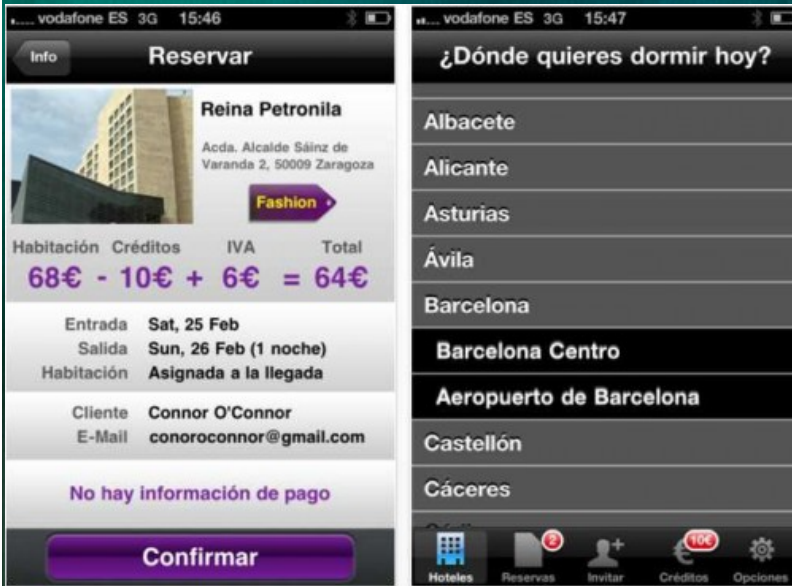 vodafone ES 3G 15:46
Info
Reservar
Reina Petronila
Acda. Alcalde Sáinz de
Varanda 2, 50009 Zaragoza
Fashion
Habitación Créditos IVA Total
68€ - 10€ + 6€ = 64€
Entrada Sat, 25 Feb
Salida Sun, 26 Feb (1 noche)
Habitación Asignada a la llegada
Cliente Connor O'Connor
E-Mail conoroconnor@gmail.com
No hay información de pago
Confirmar
vodafone ES 3G 15:47
¿Dónde quieres dormir hoy?
Albacete
Alicante
Asturias
Ávila
Barcelona
Barcelona Centro
Aeropuerto de Barcelona
Castellón
Cáceres
2
10€
Hoteles Reservas Invitar Créditos Opciones